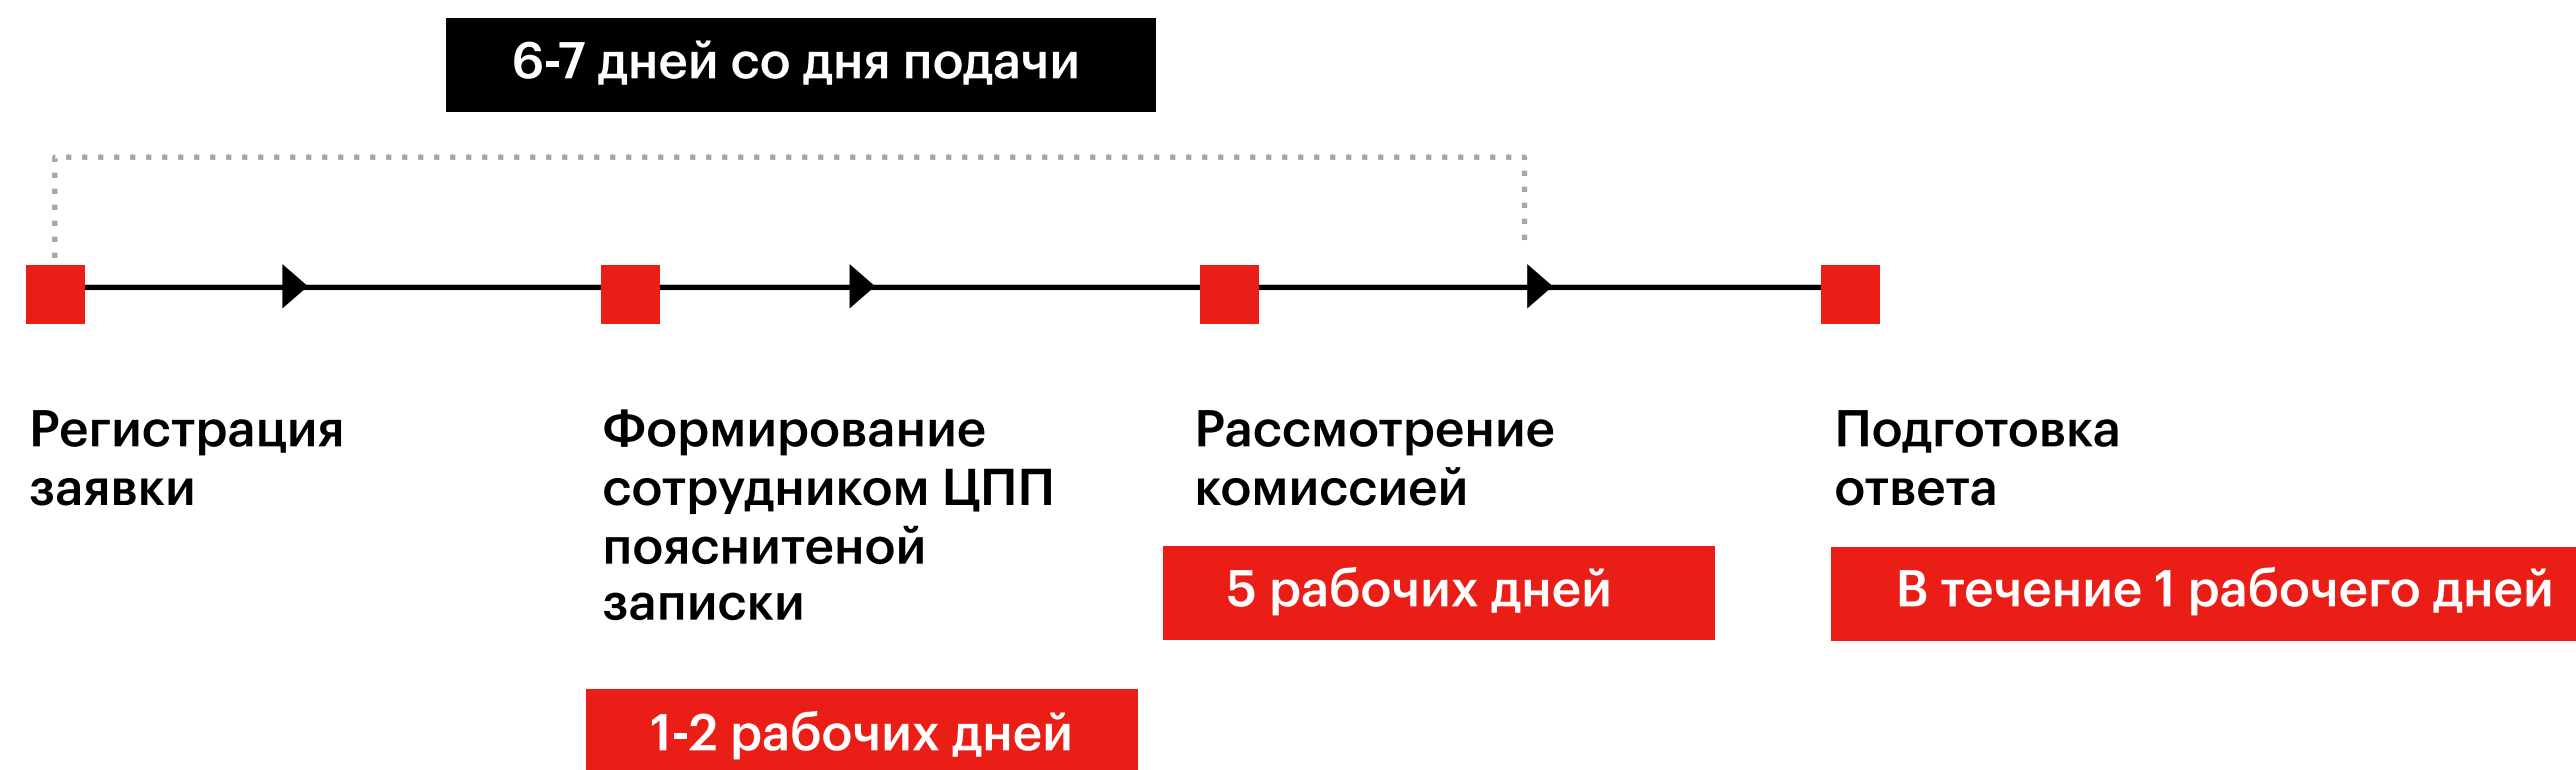 6-7 дней со дня подачи
Регистрация
заявки
Формирование
сотрудником ЦПП
пояснитеной
записки
1-2 рабочих дней
Рассмотрение
комиссией
5 рабочих дней
Подготовка
ответа
В течение 1 рабочего дней